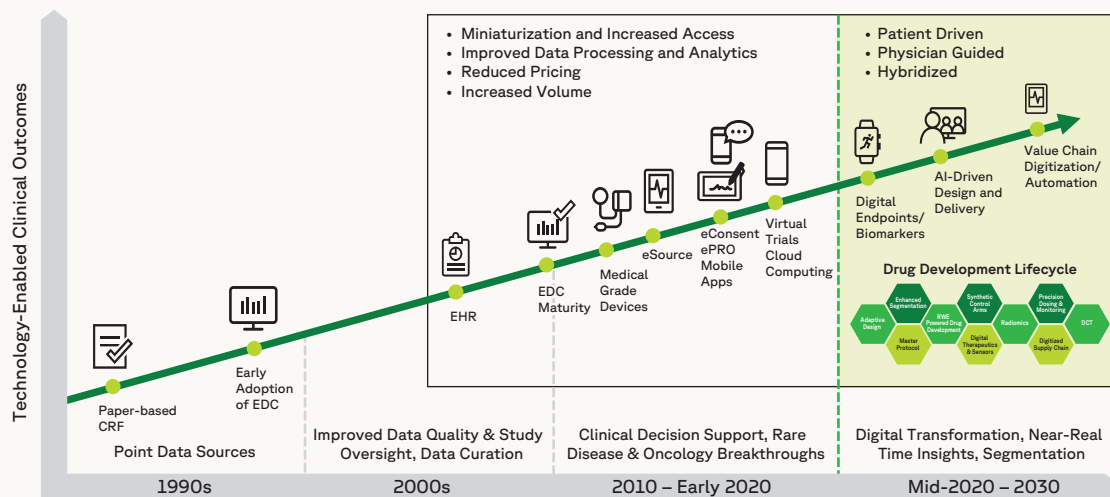 Technology-Enabled Clinical Outcomes
• Miniaturization and Increased Access
• Improved Data Processing and Analytics
• Reduced Pricing
• Increased Volume
• Patient Driven
• Physician Guided
• Hybridized
Paper-based
CRF
Early
Adoption
of EDC
EHR
EDC
Maturity
Medical
Grade
Devices
eSource
eConsent
ePRO
Mobile
Apps
Virtual
Trials
Cloud
Computing
Digital
Endpoints/
Biomarkers
AI-Driven
Design and
Delivery
Value Chain
Digitization/
Automation
Drug Development Lifecycle
Adaptive
Design
Enhanced
Segmentation
Master
Protocol
RWE
Powered Drug
Development
Synthetic
Control
Arms
Digital
Therapeutics
& Sensors
Radiomics
Precision
Dosing &
Monitoring
Digitized
Supply Chain
DCT
Point Data Sources
Improved Data Quality & Study
Oversight, Data Curation
Clinical Decision Support, Rare
Disease & Oncology Breakthroughs
Digital Transformation, Near-Real
Time Insights, Segmentation
1990s
2000s
2010 – Early 2020
Mid-2020 – 2030